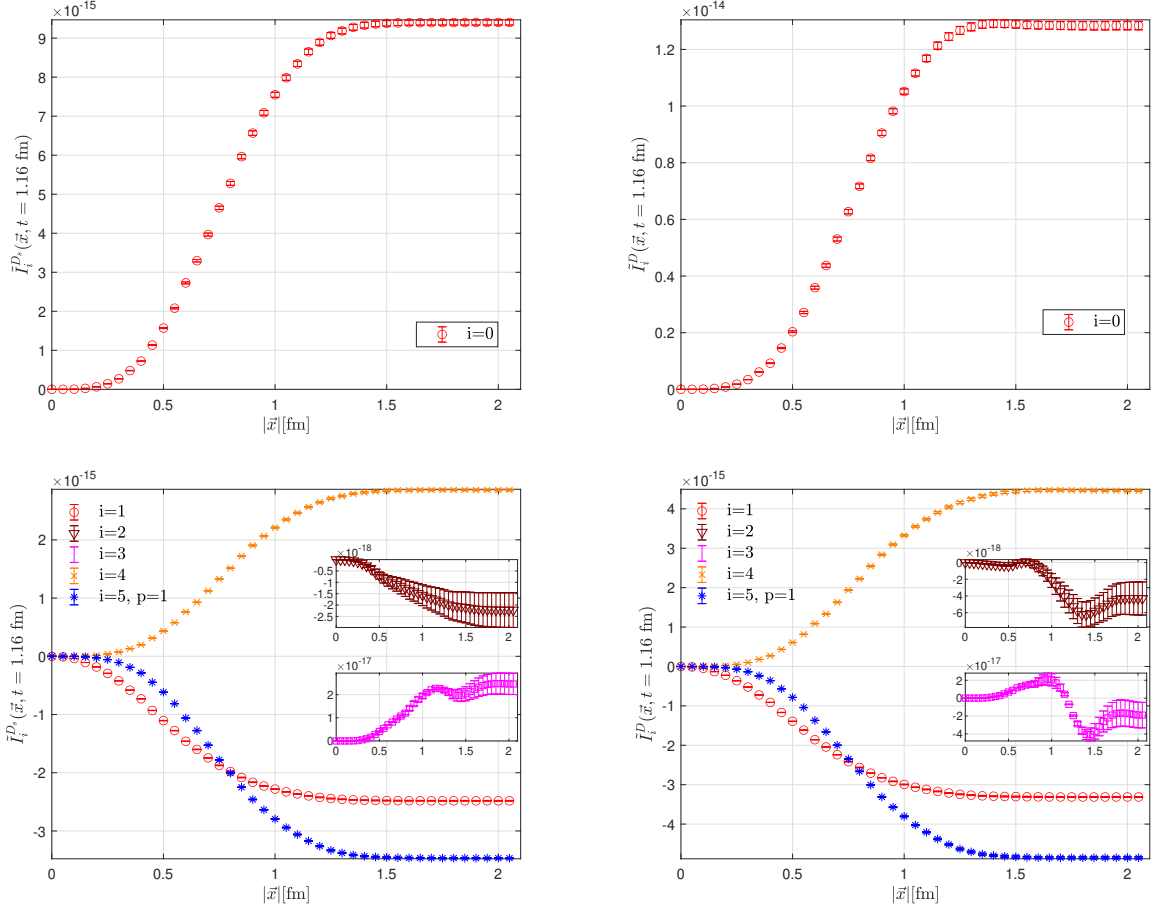 ×10⁻¹⁵
9
8
7
6
5
4
3
2
1
0
0 0.5 1 1.5 2
|x⃗|[fm]
Ĩᵢᴰˢ(x⃗, t = 1.16 fm)
i=0
×10⁻¹⁴
1.2
1
0.8
0.6
0.4
0.2
0
0 0.5 1 1.5 2
|x⃗|[fm]
Ĩᵢᴰ(x⃗, t = 1.16 fm)
i=0
×10⁻¹⁵
2
1
0
-1
-2
-3
0 0.5 1 1.5 2
|x⃗|[fm]
Ĩᵢᴰˢ(x⃗, t = 1.16 fm)
i=1
i=2
i=3
i=4
i=5, p=1
×10⁻¹⁸
-0.5
-1
-1.5
-2
-2.5
0 0.5 1 1.5 2
×10⁻¹⁷
2
1
0
0 0.5 1 1.5 2
×10⁻¹⁵
4
3
2
1
0
-1
-2
-3
-4
0 0.5 1 1.5 2
|x⃗|[fm]
Ĩᵢᴰ(x⃗, t = 1.16 fm)
i=1
i=2
i=3
i=4
i=5, p=1
×10⁻¹⁸
0
-2
-4
-6
0 0.5 1 1.5 2
×10⁻¹⁷
2
0
-2
-4
0 0.5 1 1.5 2